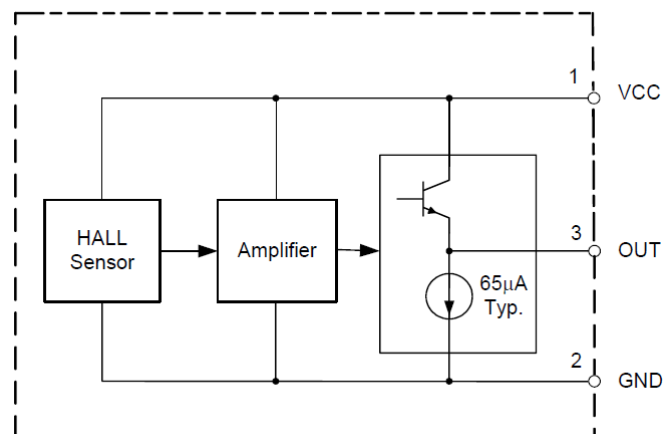 1
VCC
HALL
Sensor
Amplifier
3
OUT
65μA
Typ.
2
GND